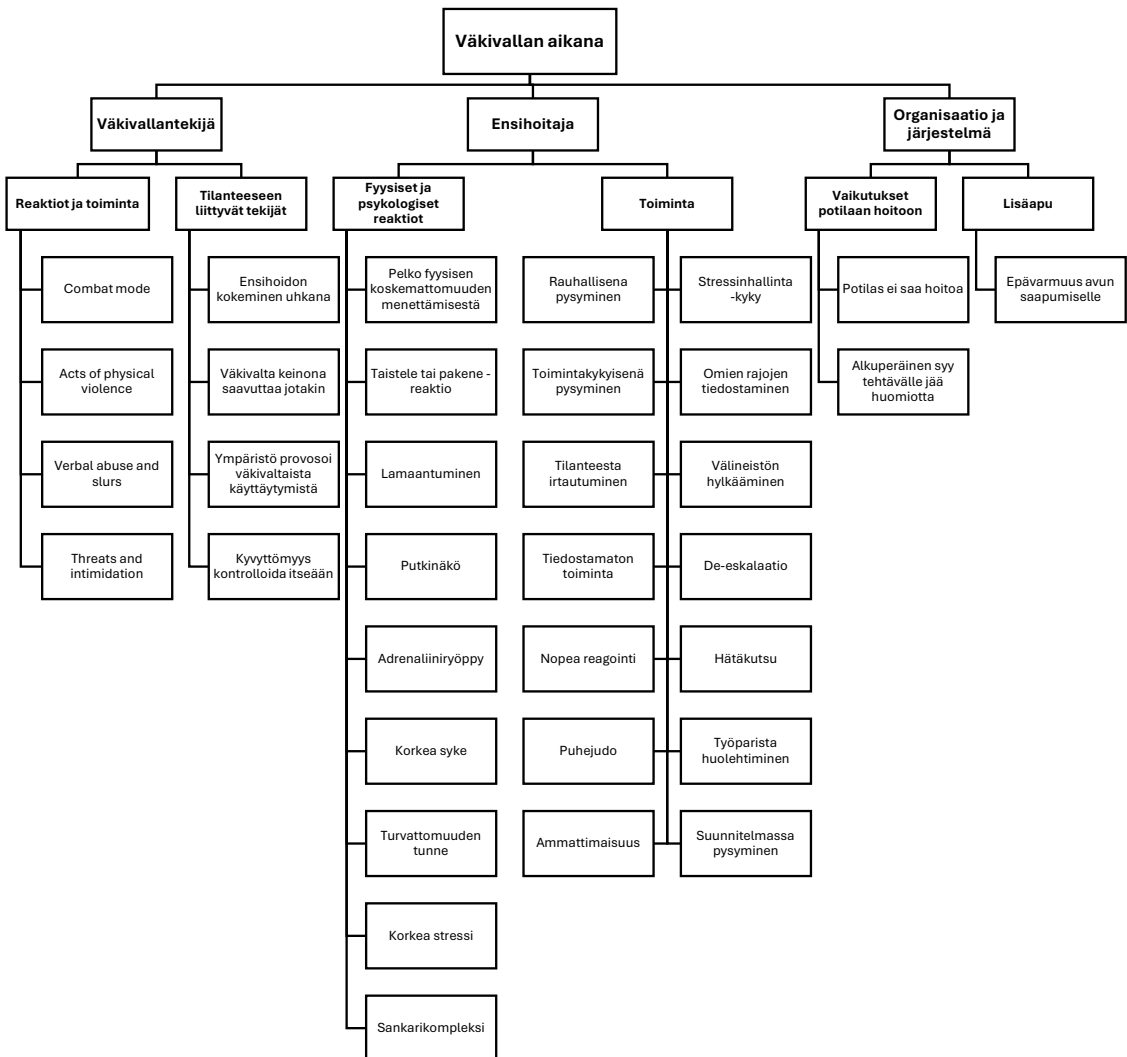 Väkivallan aikana
Väkivallantekijä
Ensihoitaja
Organisaatio ja
järjestelmä
Reaktiot ja toiminta
Tilanteeseen
liittyvät tekijät
Fyysiset ja
psykologiset
reaktiot
Toiminta
Vaikutukset
potilaan hoitoon
Lisäapu
Combat mode
Acts of physical
violence
Verbal abuse and
slurs
Threats and
intimidation
Ensihoidon
kokeminen uhkana
Väkivalta keinona
saavuttaa jotakin
Ympäristö provosoi
väkivaltaista
käyttäytymistä
Kyvyttömyys
kontrolloida itseään
Pelko fyysisen
koskemattomuuden
menettämisestä
Taistele tai pakene -
reaktio
Lamaantuminen
Putkinäkö
Adrenaliiniryöppy
Korkea syke
Turvattomuuden
tunne
Korkea stressi
Sankarikompleksi
Rauhallisena
pysyminen
Toimintakykyisenä
pysyminen
Tilanteesta
irtautuminen
Tiedostamaton
toiminta
Nopea reagointi
Puhejudo
Ammattimaisuus
Stressinhallinta
-kyky
Omien rajojen
tiedostaminen
Välineistön
hylkääminen
De-eskalaatio
Hätäkutsu
Työparista
huolehtiminen
Suunnitelmassa
pysyminen
Potilas ei saa hoitoa
Alkuperäinen syy
tehtävälle jää
huomiotta
Epävarmuus avun
saapumiselle